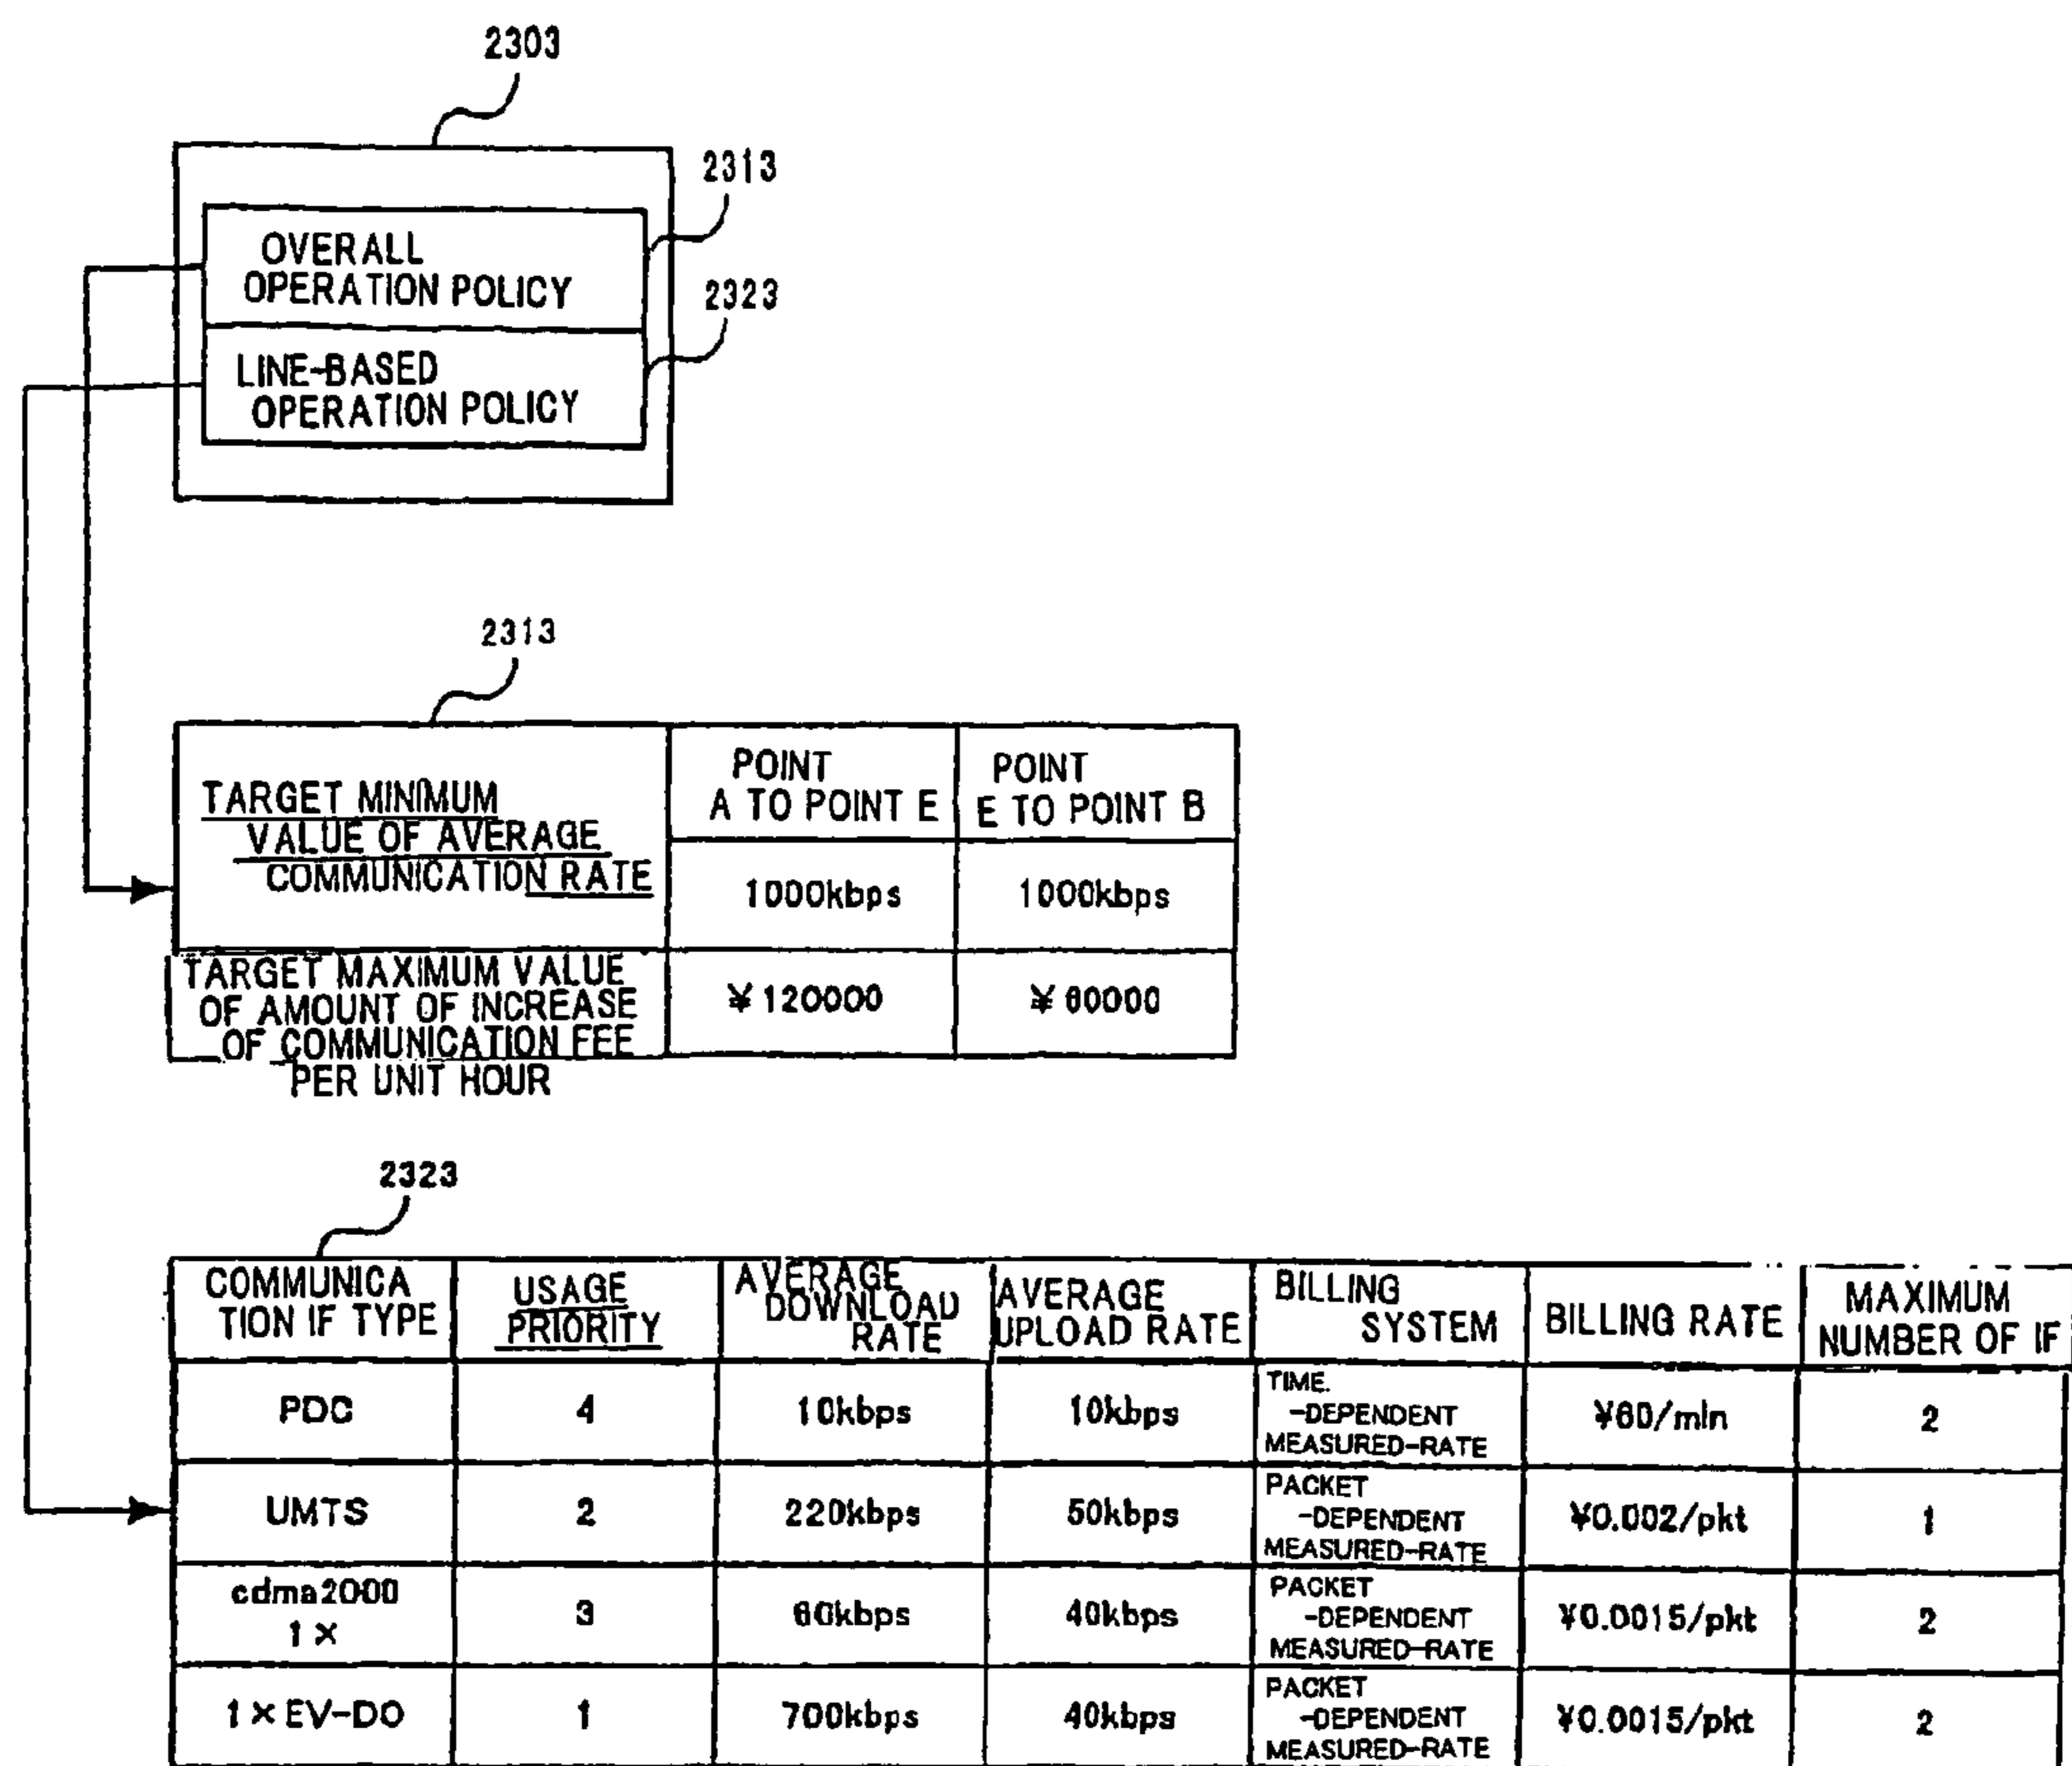 2303
2313
OVERALL
OPERATION POLICY
2323
LINE-BASED
OPERATION POLICY
2313
TARGET MINIMUM
VALUE OF AVERAGE
COMMUNICATION RATE
POINT
A TO POINT E
POINT
E TO POINT B
1000kbps
1000kbps
TARGET MAXIMUM VALUE
OF AMOUNT OF INCREASE
OF COMMUNICATION FEE
PER UNIT HOUR
¥120000
¥60000
2323
COMMUNICA
TION IF TYPE
USAGE
PRIORITY
AVERAGE
DOWNLOAD
RATE
AVERAGE
UPLOAD RATE
BILLING
SYSTEM
BILLING RATE
MAXIMUM
NUMBER OF IF
PDC
4
10kbps
10kbps
TIME
-DEPENDENT
MEASURED-RATE
¥60/min
2
UMTS
2
220kbps
50kbps
PACKET
-DEPENDENT
MEASURED-RATE
¥0.002/pkt
1
cdma2000
1×
3
60kbps
40kbps
PACKET
-DEPENDENT
MEASURED-RATE
¥0.0015/pkt
2
1×EV-DO
1
700kbps
40kbps
PACKET
-DEPENDENT
MEASURED-RATE
¥0.0015/pkt
2